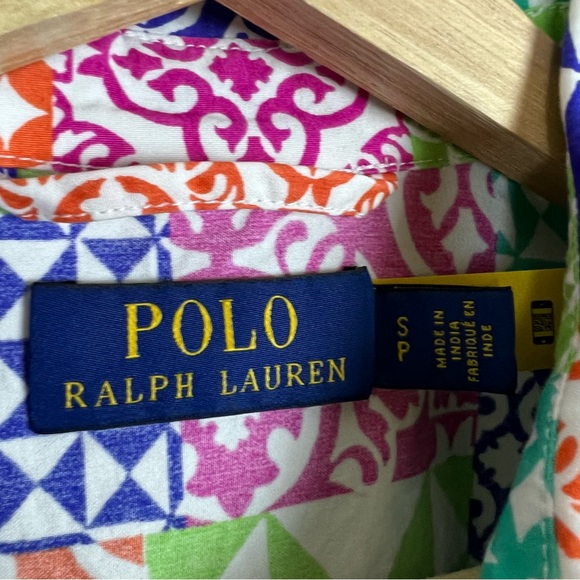 POLO
RALPH LAUREN
S
P
MADE IN
INDIA
FABRIQUÉ EN
INDE